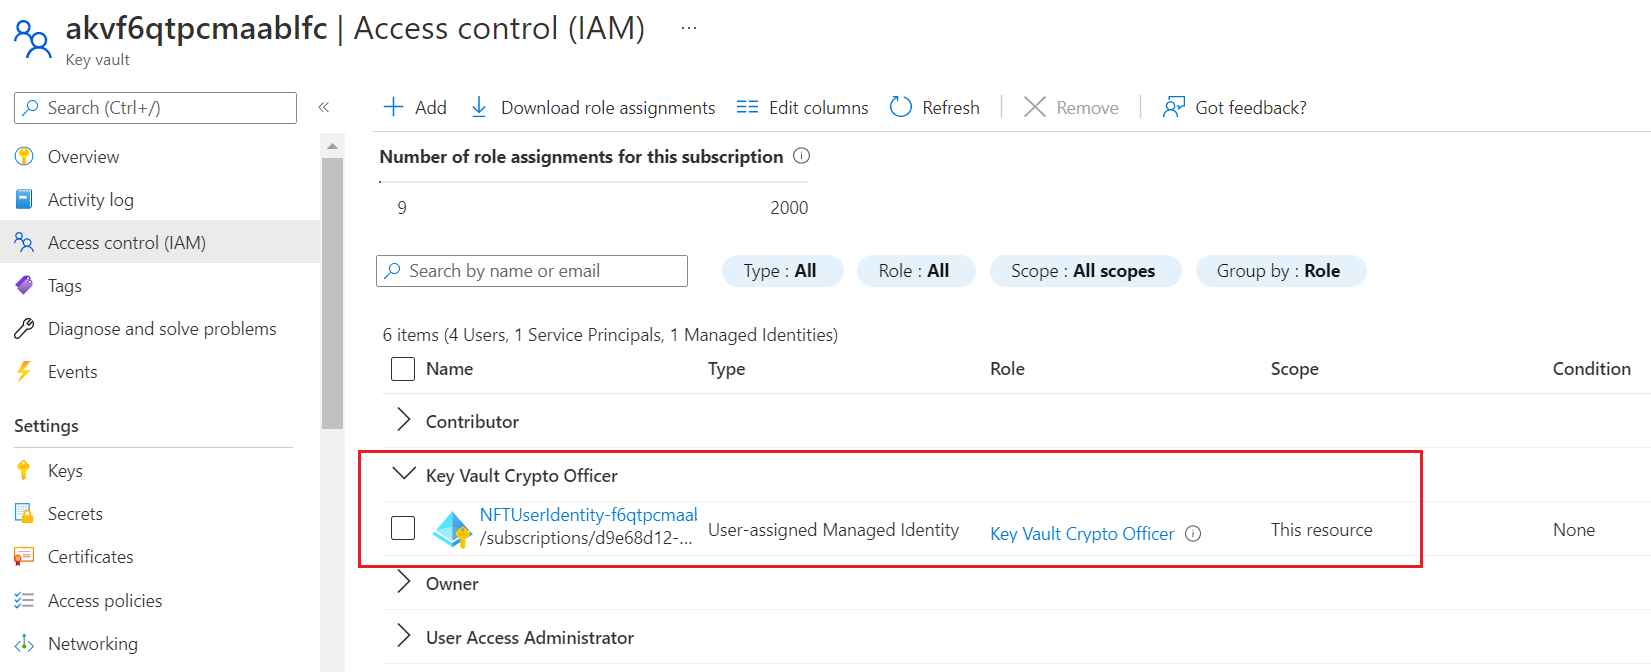 akvf6qtpcmaablfc | Access control (IAM) ...
Key vault
Search (Ctrl+/)
«
Add
Download role assignments
Edit columns
Refresh
Remove
Got feedback?
Overview
Activity log
Access control (IAM)
Tags
Diagnose and solve problems
Events
Settings
Keys
Secrets
Certificates
Access policies
Networking
Number of role assignments for this subscription
9 2000
Search by name or email
Type : All
Role : All
Scope : All scopes
Group by : Role
6 items (4 Users, 1 Service Principals, 1 Managed Identities)
Name Type Role Scope Condition
Contributor
Key Vault Crypto Officer
NFTUserIdentity-f6qtpcmaal
/subscriptions/d9e68d12-...
User-assigned Managed Identity
Key Vault Crypto Officer
This resource
None
Owner
User Access Administrator